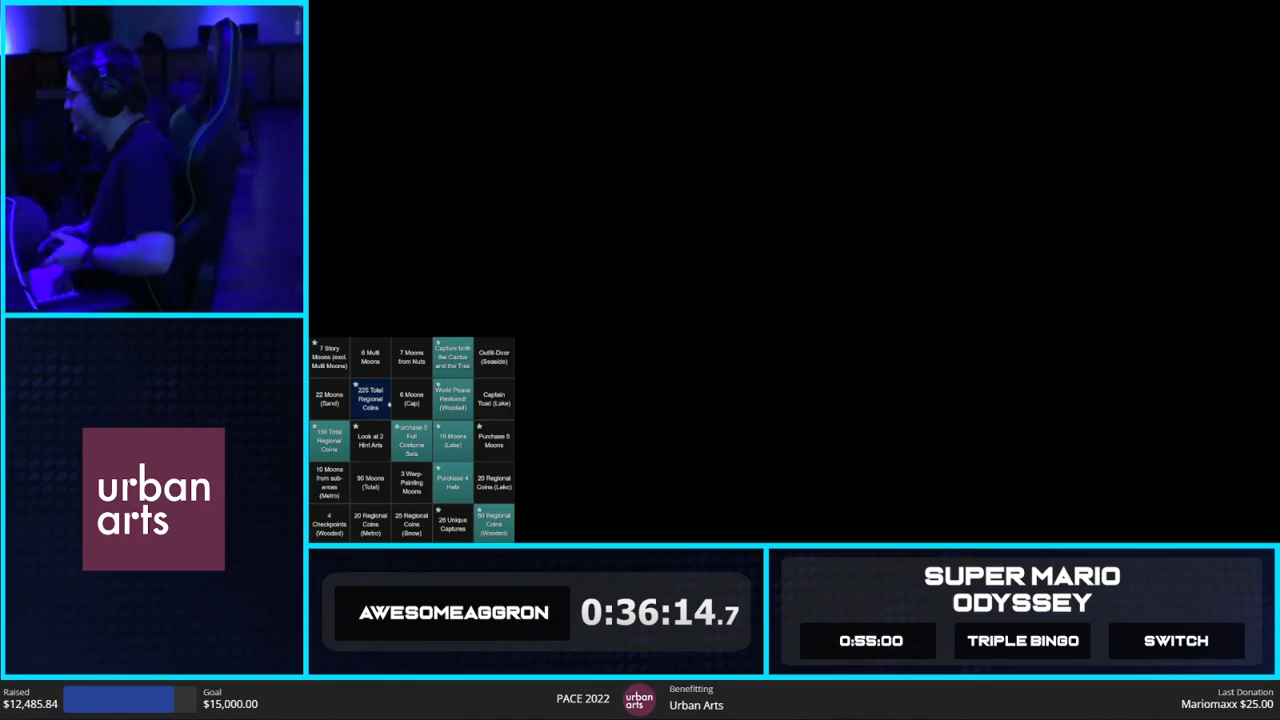 7 Story
Moons (excl.
Multi Moons)
6 Multi
Moons
7 Moons
from Nuts
Capture both
the Cactus
and the Tree
Outfit-Door
(Seaside)
22 Moons
(Sand)
225 Total
Regional
Coins
6 Moons
(Cap)
World Peace
Restored!
(Wooded)
Captain
Toad (Lake)
150 Total
Regional
Coins
Look at 2
Hint Arts
Purchase 5
Full
Costume
Sets
16 Moons
(Lake)
Purchase 5
Moons
10 Moons
from sub-
areas
(Metro)
90 Moons
(Total)
3 Warp-
Painting
Moons
Purchase 4
Hats
20 Regional
Coins (Lake)
4
Checkpoints
(Wooded)
20 Regional
Coins
(Metro)
25 Regional
Coins
(Snow)
26 Unique
Captures
50 Regional
Coins
(Wooded)
urban
arts
AWESOMEAGGRON
0:36:14.7
SUPER MARIO
ODYSSEY
0:55:00
TRIPLE BINGO
SWITCH
Raised
$12,485.84
Goal
$15,000.00
PACE 2022
urban
arts
Benefitting
Urban Arts
Last Donation
Mariomaxx $25.00